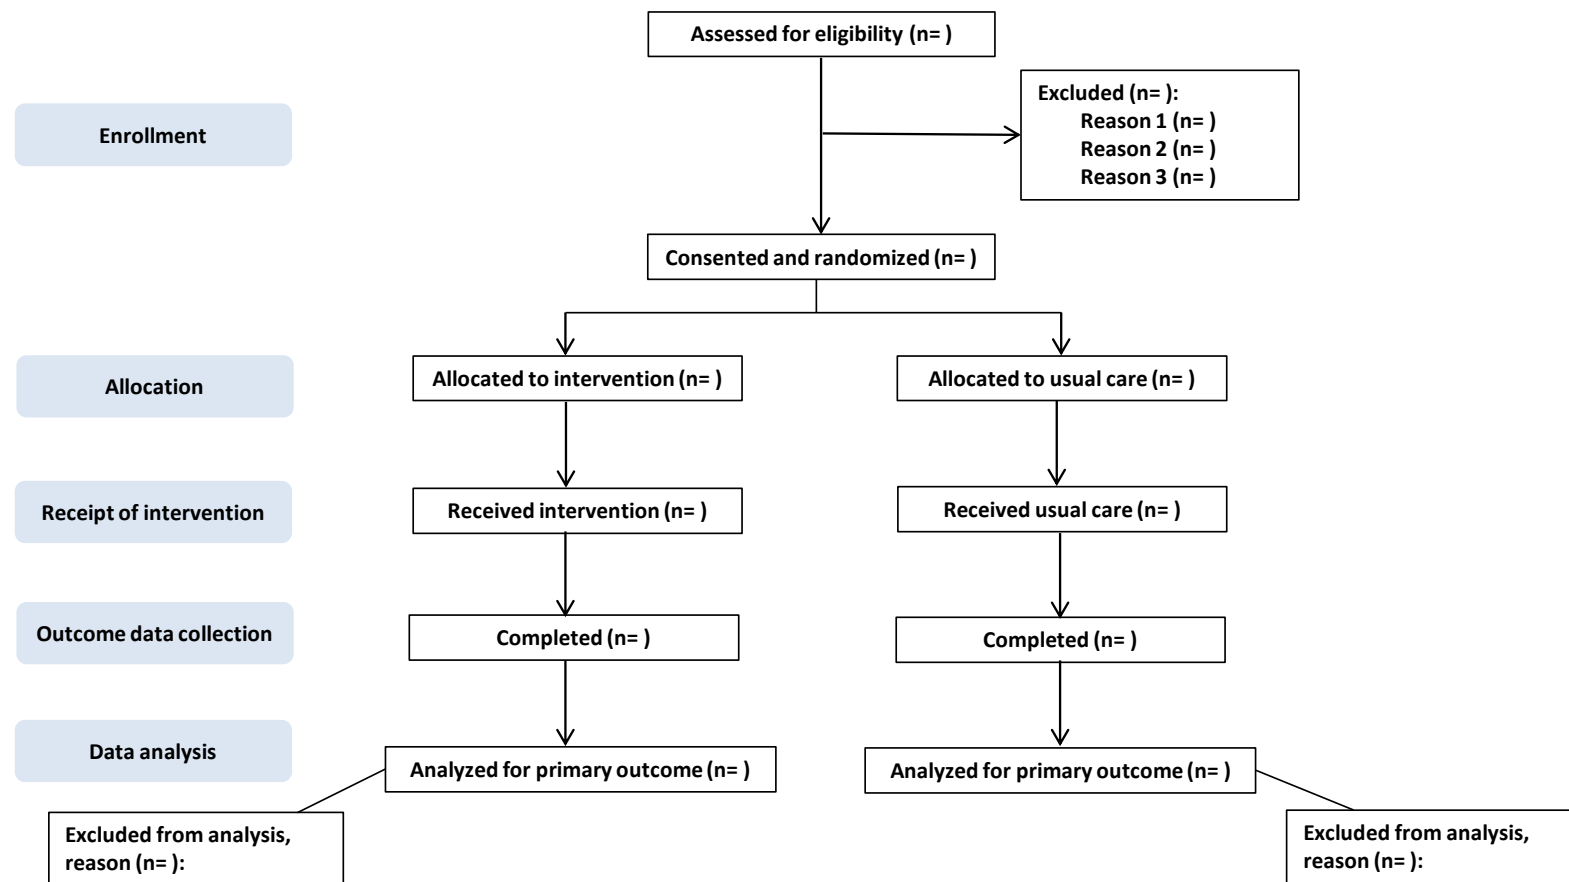 Assessed for eligibility (n= )
Excluded (n= ):
Reason 1 (n= )
Reason 2 (n= )
Reason 3 (n= )
Enrollment
Consented and randomized (n= )
Allocation
Allocated to intervention (n= )
Allocated to usual care (n= )
Receipt of intervention
Received intervention (n= )
Received usual care (n= )
Outcome data collection
Completed (n= )
Completed (n= )
Data analysis
Analyzed for primary outcome (n= )
Analyzed for primary outcome (n= )
Excluded from analysis,
reason (n= ):
Excluded from analysis,
reason (n= ):